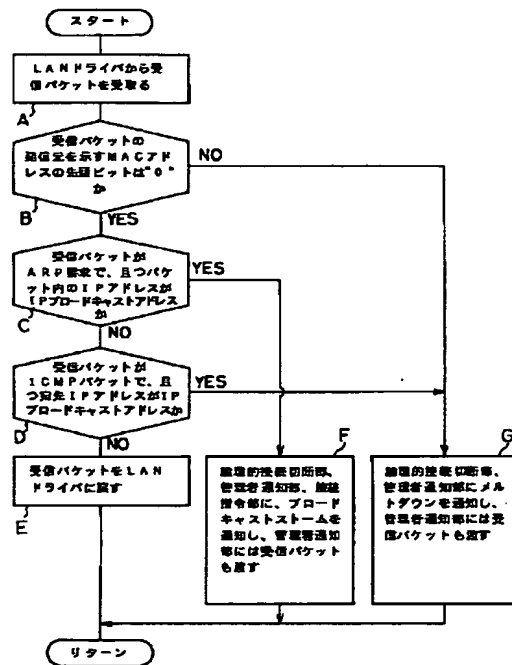 スタート
LANドライバから受
信パケットを受取る
A
受信パケットの
発信元を示すMACアド
レスの先頭ビットは"0"
か
NO
B
YES
受信パケットが
ARP要求で、且つパケ
ット内のIPアドレスが
IPブロードキャストアドレス
か
YES
C
NO
受信パケットが
ICMPパケットで、且
つ宛先IPアドレスがIP
ブロードキャストアドレスか
YES
D
NO
受信パケットをLAN
ドライバに渡す
E
F
論理的接続切断部、
管理者通知部、
指令部に、ブロード
キャストストームを
通知し、管理者通知
部には受信パケット
も渡す
G
論理的接続切断部、
管理者通知部にメル
トダウンを通知し、
管理者通知部には受
信パケットも渡す
リターン